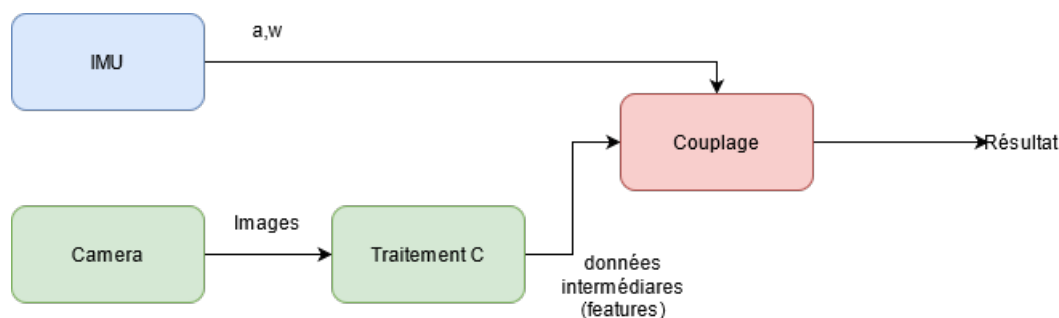 a,w
IMU
Couplage
Résultat
Images
Camera
Traitement C
données
intermédiares
(features)